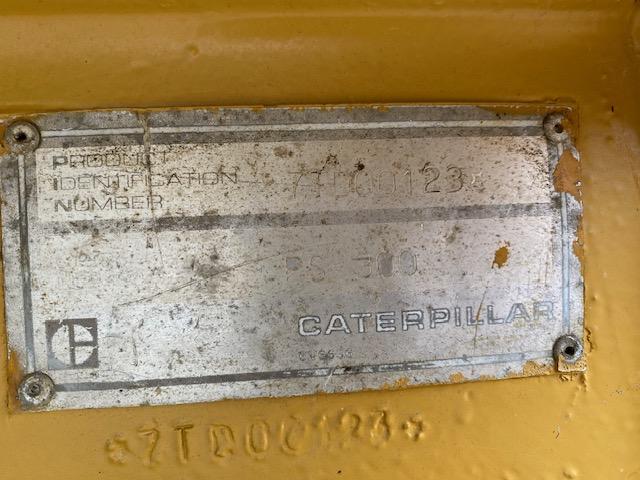 PRODUCT
IDENTIFICATION
NUMBER
*7TD00123*
PS-300
CATERPILLAR
*7TD00123*